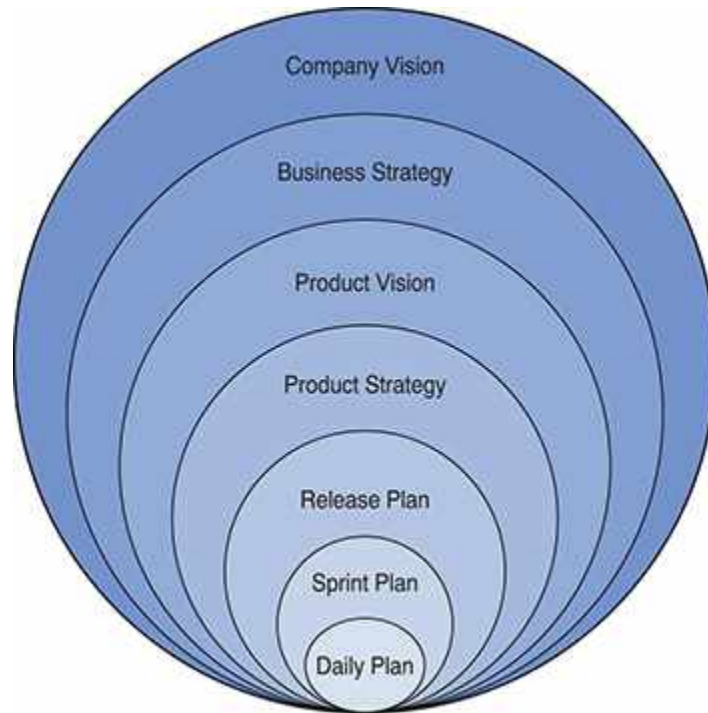 Company Vision
Business Strategy
Product Vision
Product Strategy
Release Plan
Sprint Plan
Daily Plan